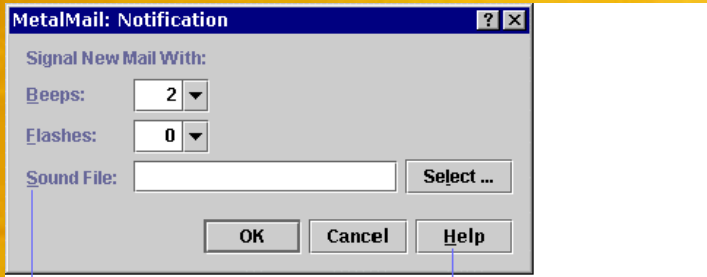 MetalMail: Notification ?
Signal New Mail With:
Beeps: 2
Flashes: 0
Sound File: Select ...
OK Cancel Help